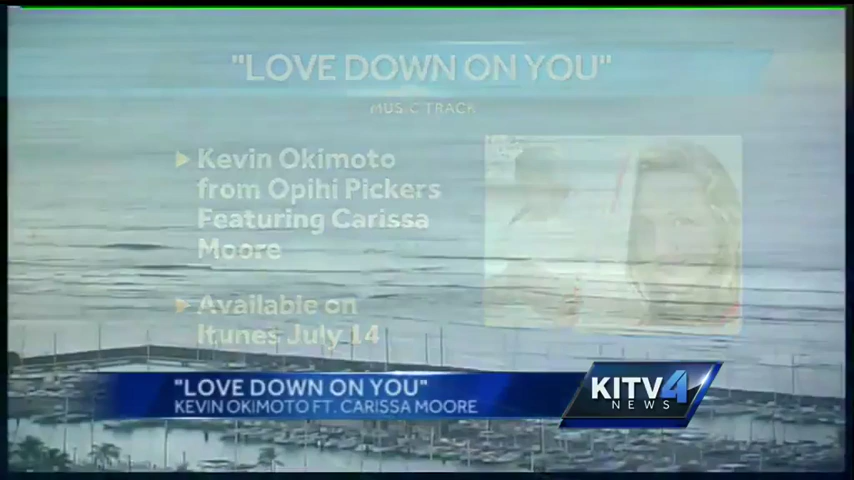 "LOVE DOWN ON YOU"
MUSIC TRACK
Kevin Okimoto
from Opihi Pickers
Featuring Carissa
Moore
Available on
Itunes July 14
"LOVE DOWN ON YOU"
KEVIN OKIMOTO FT. CARISSA MOORE
KITV4
NEWS